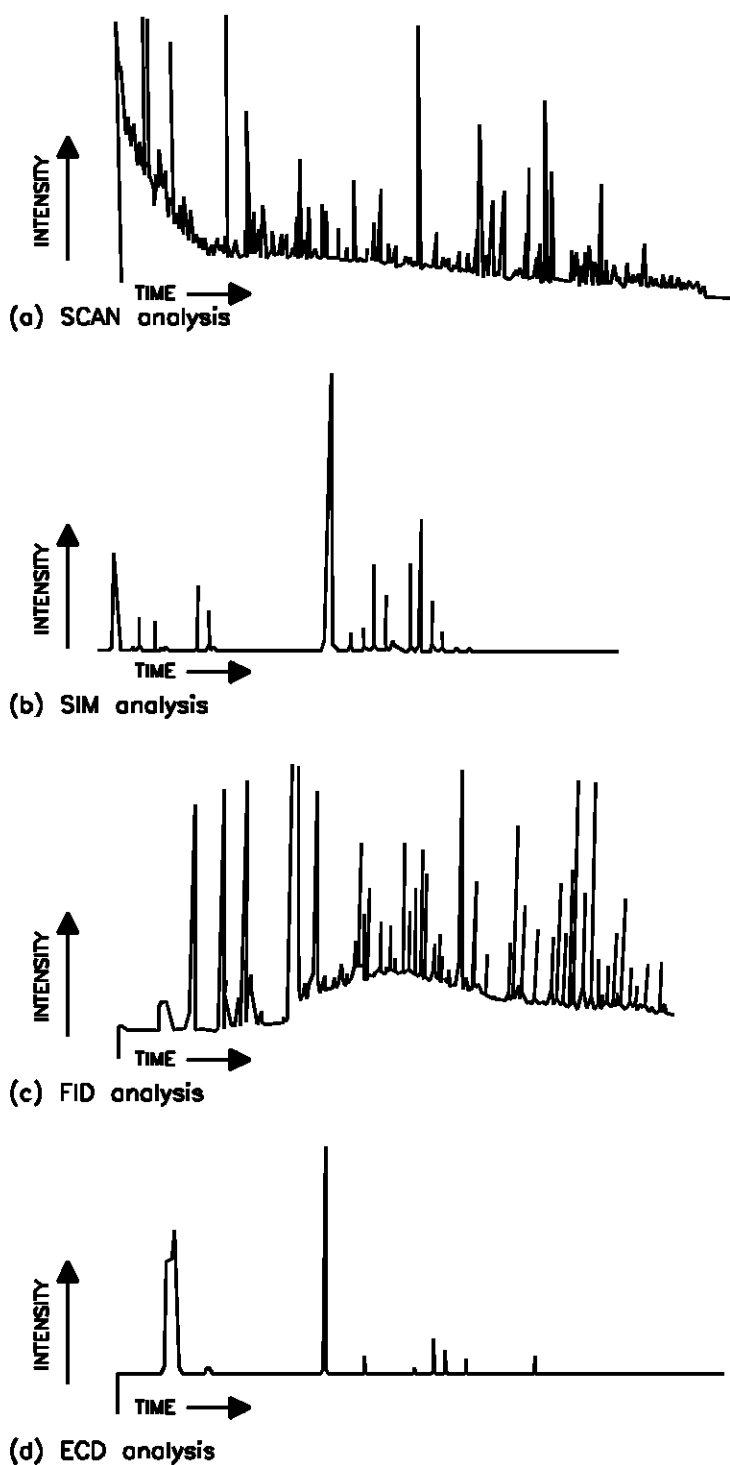 INTENSITY
TIME
(a) SCAN analysis
INTENSITY
TIME
(b) SIM analysis
INTENSITY
TIME
(c) FID analysis
INTENSITY
TIME
(d) ECD analysis